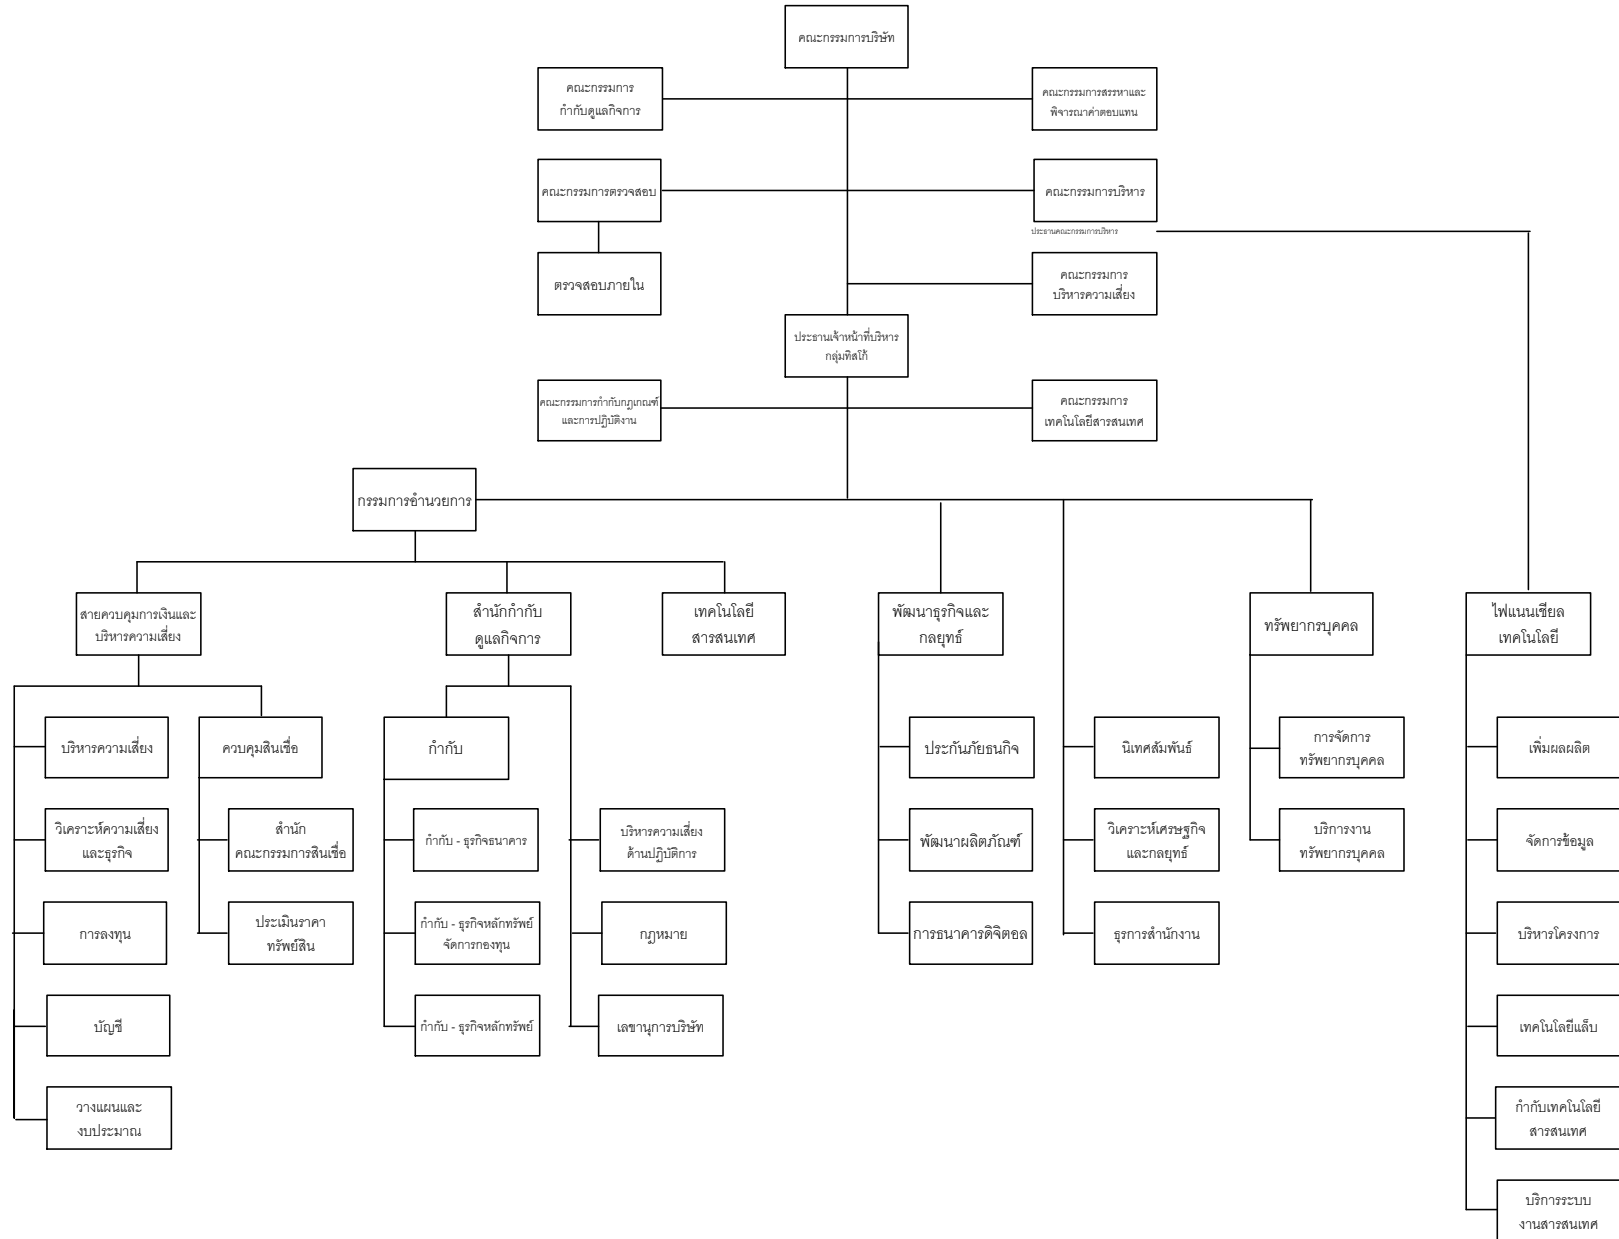 คณะกรรมการบริษัท
คณะกรรมการ
กำกับดูแลกิจการ
คณะกรรมการสรรหาและ
พิจารณาค่าตอบแทน
คณะกรรมการตรวจสอบ
คณะกรรมการบริหาร
ประธานคณะกรรมการบริหาร
ตรวจสอบภายใน
คณะกรรมการ
บริหารความเสี่ยง
ประธานเจ้าหน้าที่บริหาร
กลุ่มทิสโก้
คณะกรรมการกำกับกฎเกณฑ์
และการปฏิบัติงาน
คณะกรรมการ
เทคโนโลยีสารสนเทศ
กรรมการอำนวยการ
สายควบคุมการเงินและ
บริหารความเสี่ยง
สำนักกำกับ
ดูแลกิจการ
เทคโนโลยี
สารสนเทศ
พัฒนาธุรกิจและ
กลยุทธ์
ทรัพยากรบุคคล
ไฟแนนเชียล
เทคโนโลยี
บริหารความเสี่ยง
ควบคุมสินเชื่อ
กำกับ
ประกันภัยธนกิจ
นิเทศสัมพันธ์
การจัดการ
ทรัพยากรบุคคล
เพิ่มผลผลิต
วิเคราะห์ความเสี่ยง
และธุรกิจ
สำนัก
คณะกรรมการสินเชื่อ
กำกับ - ธุรกิจธนาคาร
บริหารความเสี่ยง
ด้านปฏิบัติการ
พัฒนาผลิตภัณฑ์
วิเคราะห์เศรษฐกิจ
และกลยุทธ์
บริการงาน
ทรัพยากรบุคคล
จัดการข้อมูล
การลงทุน
ประเมินราคา
ทรัพย์สิน
กำกับ - ธุรกิจหลักทรัพย์
จัดการกองทุน
กฎหมาย
การธนาคารดิจิตอล
ธุรการสำนักงาน
บริหารโครงการ
บัญชี
กำกับ - ธุรกิจหลักทรัพย์
เลขานุการบริษัท
เทคโนโลยีแล็บ
วางแผนและ
งบประมาณ
กำกับเทคโนโลยี
สารสนเทศ
บริการระบบ
งานสารสนเทศ